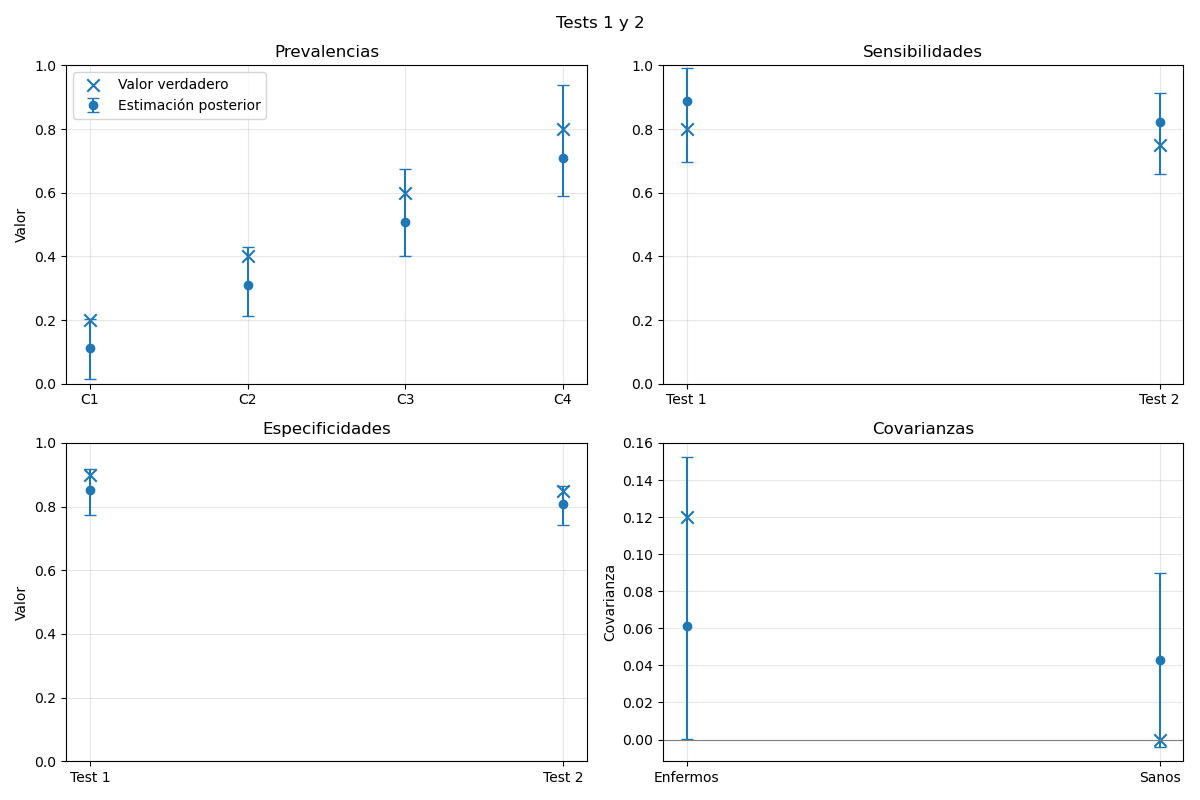 Tests 1 y 2
Prevalencias
Valor verdadero
Estimación posterior
Valor
1.0
0.8
0.6
0.4
0.2
0.0
C1 C2 C3 C4
Sensibilidades
1.0
0.8
0.6
0.4
0.2
0.0
Test 1 Test 2
Especificidades
Valor
1.0
0.8
0.6
0.4
0.2
0.0
Test 1 Test 2
Covarianzas
Covarianza
0.16
0.14
0.12
0.10
0.08
0.06
0.04
0.02
0.00
Enfermos Sanos